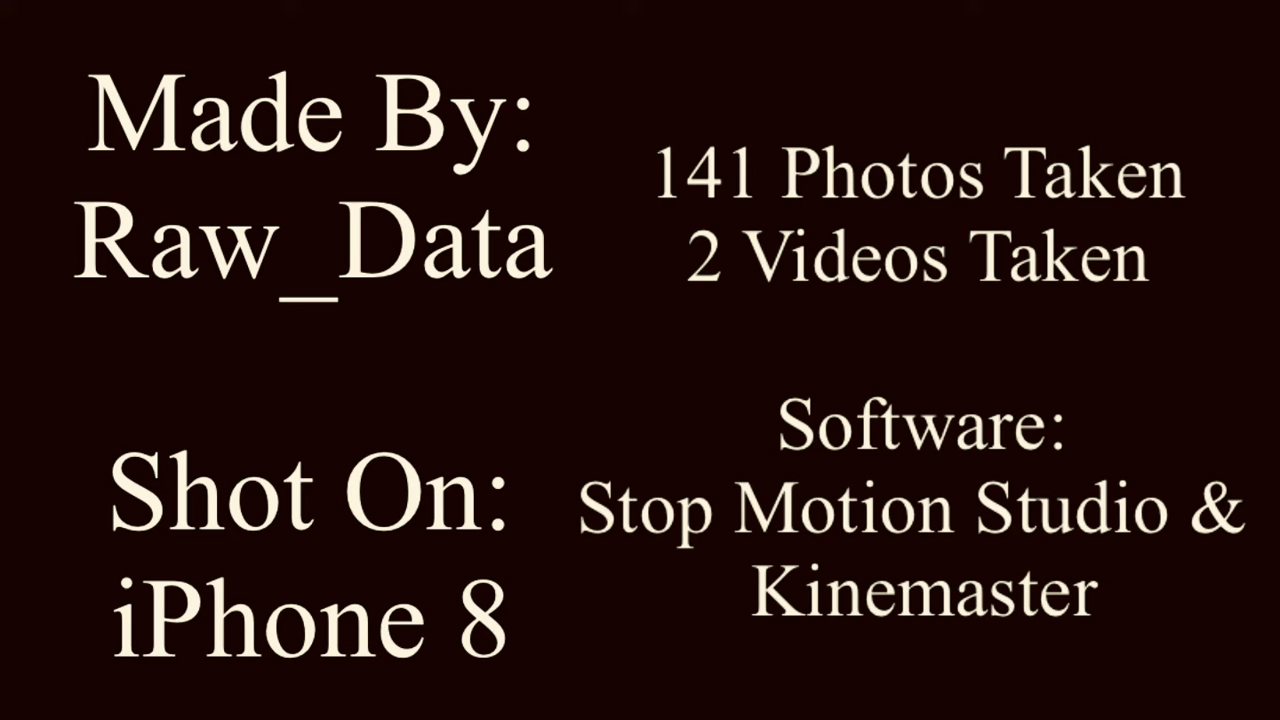 Made By:
Raw_Data
Shot On:
iPhone 8
141 Photos Taken
2 Videos Taken
Software:
Stop Motion Studio &
Kinemaster